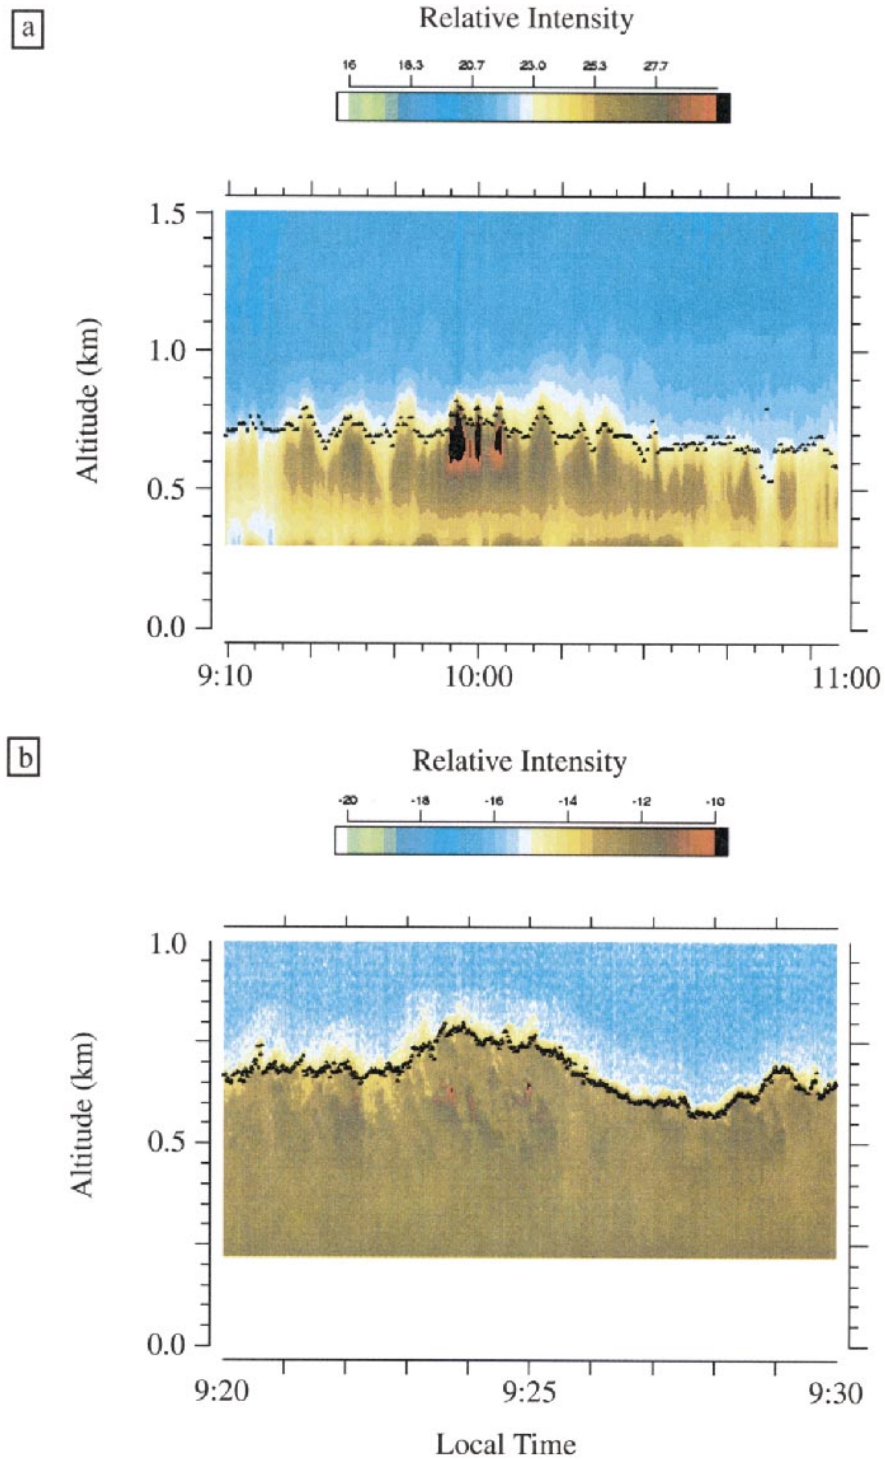 a
Relative Intensity
16 18.3 20.7 23.0 25.3 27.7
1.5
1.0
0.5
0.0
Altitude (km)
9:10 10:00 11:00
b
Relative Intensity
-20 -18 -16 -14 -12 -10
1.0
0.5
0.0
Altitude (km)
9:20 9:25 9:30
Local Time